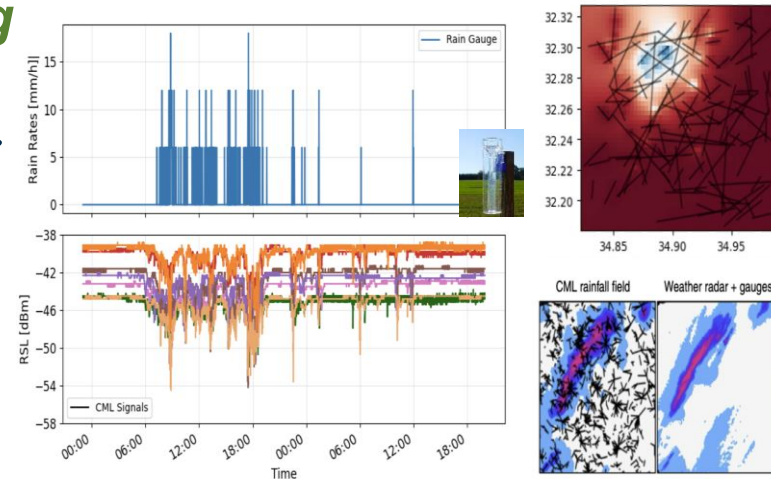 g
Rain Rates [mm/h]|
15
10
5
0
Rain Gauge
RSL [dBm]
−38
−42
−46
−50
−54
−58
CML Signals
00:00 06:00 12:00 18:00 00:00 06:00 12:00 18:00
Time
32.32
32.30
32.28
32.26
32.24
32.22
32.20
34.85 34.90 34.95
CML rainfall field Weather radar + gauges